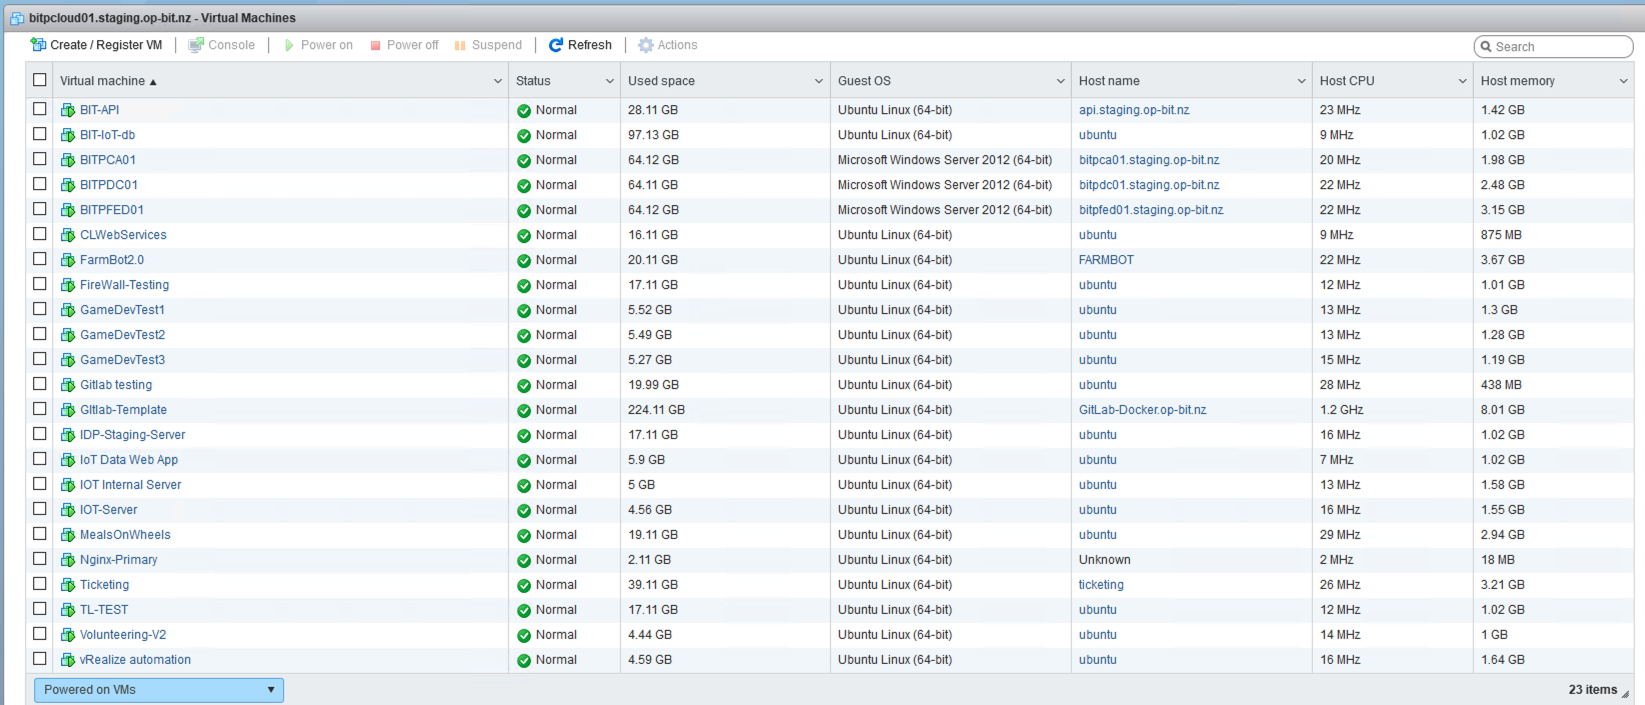 bitpcloud01.staging.op-bit.nz - Virtual Machines
Create / Register VM Console Power on Power off Suspend Refresh Actions Search
Virtual machine ▲ Status Used space Guest OS Host name Host CPU Host memory
BIT-API Normal 28.11 GB Ubuntu Linux (64-bit) api.staging.op-bit.nz 23 MHz 1.42 GB
BIT-IoT-db Normal 97.13 GB Ubuntu Linux (64-bit) ubuntu 9 MHz 1.02 GB
BITPCA01 Normal 64.12 GB Microsoft Windows Server 2012 (64-bit) bitpca01.staging.op-bit.nz 20 MHz 1.98 GB
BITPDC01 Normal 64.11 GB Microsoft Windows Server 2012 (64-bit) bitpdc01.staging.op-bit.nz 22 MHz 2.48 GB
BITPFED01 Normal 64.12 GB Microsoft Windows Server 2012 (64-bit) bitpfed01.staging.op-bit.nz 22 MHz 3.15 GB
CLWebServices Normal 16.11 GB Ubuntu Linux (64-bit) ubuntu 9 MHz 875 MB
FarmBot2.0 Normal 20.11 GB Ubuntu Linux (64-bit) FARMBOT 22 MHz 3.67 GB
FireWall-Testing Normal 17.11 GB Ubuntu Linux (64-bit) ubuntu 12 MHz 1.01 GB
GameDevTest1 Normal 5.52 GB Ubuntu Linux (64-bit) ubuntu 13 MHz 1.3 GB
GameDevTest2 Normal 5.49 GB Ubuntu Linux (64-bit) ubuntu 13 MHz 1.28 GB
GameDevTest3 Normal 5.27 GB Ubuntu Linux (64-bit) ubuntu 15 MHz 1.19 GB
Gitlab testing Normal 19.99 GB Ubuntu Linux (64-bit) ubuntu 28 MHz 438 MB
GItlab-Template Normal 224.11 GB Ubuntu Linux (64-bit) GitLab-Docker.op-bit.nz 1.2 GHz 8.01 GB
IDP-Staging-Server Normal 17.11 GB Ubuntu Linux (64-bit) ubuntu 16 MHz 1.02 GB
IoT Data Web App Normal 5.9 GB Ubuntu Linux (64-bit) ubuntu 7 MHz 1.02 GB
IOT Internal Server Normal 5 GB Ubuntu Linux (64-bit) ubuntu 13 MHz 1.58 GB
IOT-Server Normal 4.56 GB Ubuntu Linux (64-bit) ubuntu 16 MHz 1.55 GB
MealsOnWheels Normal 19.11 GB Ubuntu Linux (64-bit) ubuntu 29 MHz 2.94 GB
Nginx-Primary Normal 2.11 GB Ubuntu Linux (64-bit) Unknown 2 MHz 18 MB
Ticketing Normal 39.11 GB Ubuntu Linux (64-bit) ticketing 26 MHz 3.21 GB
TL-TEST Normal 17.11 GB Ubuntu Linux (64-bit) ubuntu 12 MHz 1.02 GB
Volunteering-V2 Normal 4.44 GB Ubuntu Linux (64-bit) ubuntu 14 MHz 1 GB
vRealize automation Normal 4.59 GB Ubuntu Linux (64-bit) ubuntu 16 MHz 1.64 GB
Powered on VMs 23 items